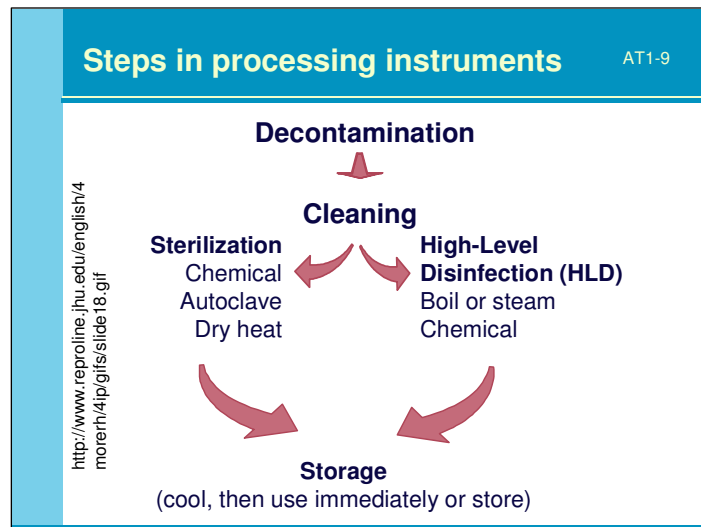 Steps in processing instruments
AT1-9
Decontamination
Cleaning
Sterilization
Chemical
Autoclave
Dry heat
High-Level
Disinfection (HLD)
Boil or steam
Chemical
Storage
(cool, then use immediately or store)
http://www.reproline.jhu.edu/english/4
morerh/4ip/gifs/slide18.gif